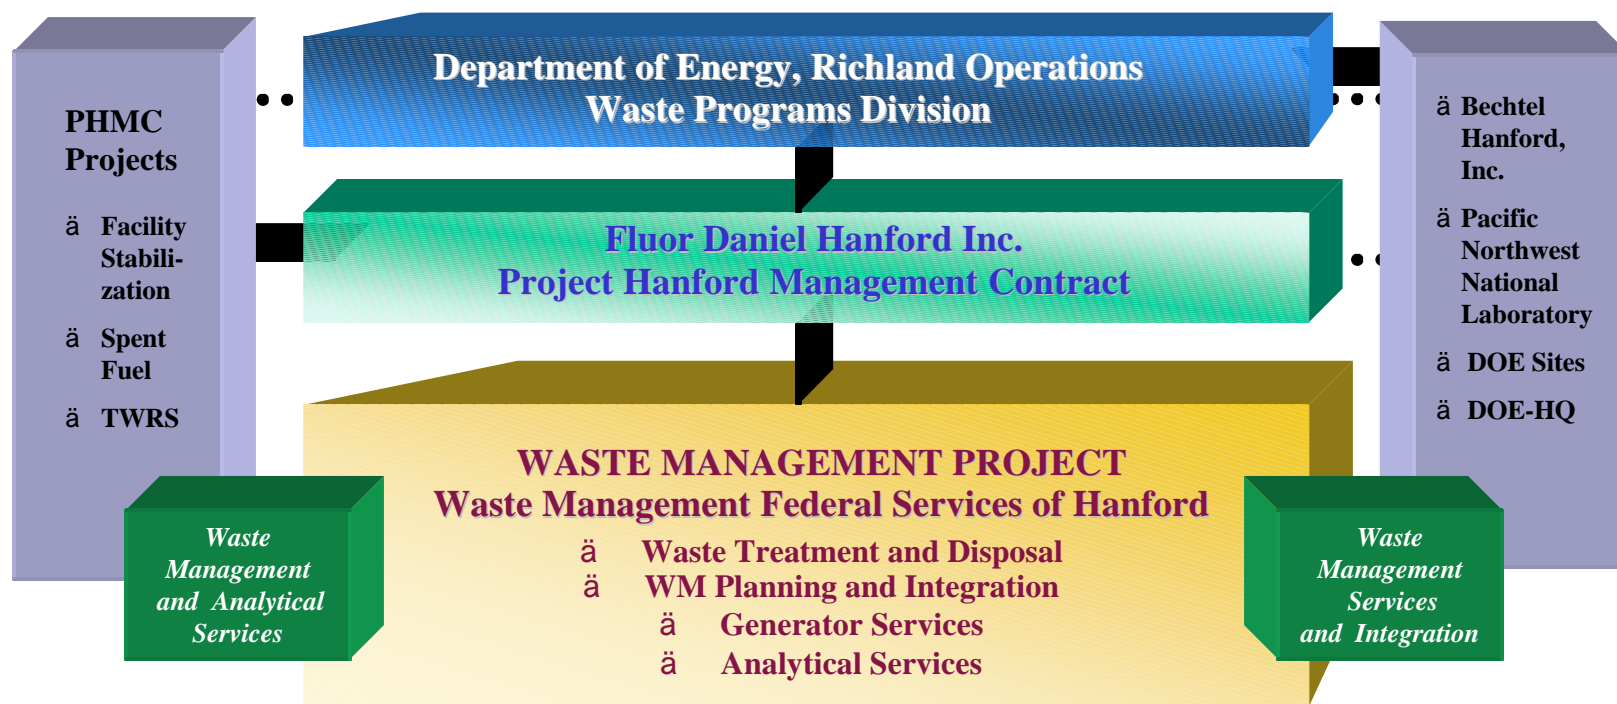 PHMC
Projects
ä Facility
Stabili-
zation
ä Spent
Fuel
ä TWRS
Department of Energy, Richland Operations
Waste Programs Division
Fluor Daniel Hanford Inc.
Project Hanford Management Contract
WASTE MANAGEMENT PROJECT
Waste Management Federal Services of Hanford
ä Waste Treatment and Disposal
ä WM Planning and Integration
ä Generator Services
ä Analytical Services
Waste
Management
and Analytical
Services
ä Bechtel
Hanford,
Inc.
ä Pacific
Northwest
National
Laboratory
ä DOE Sites
ä DOE-HQ
Waste
Management
Services
and Integration